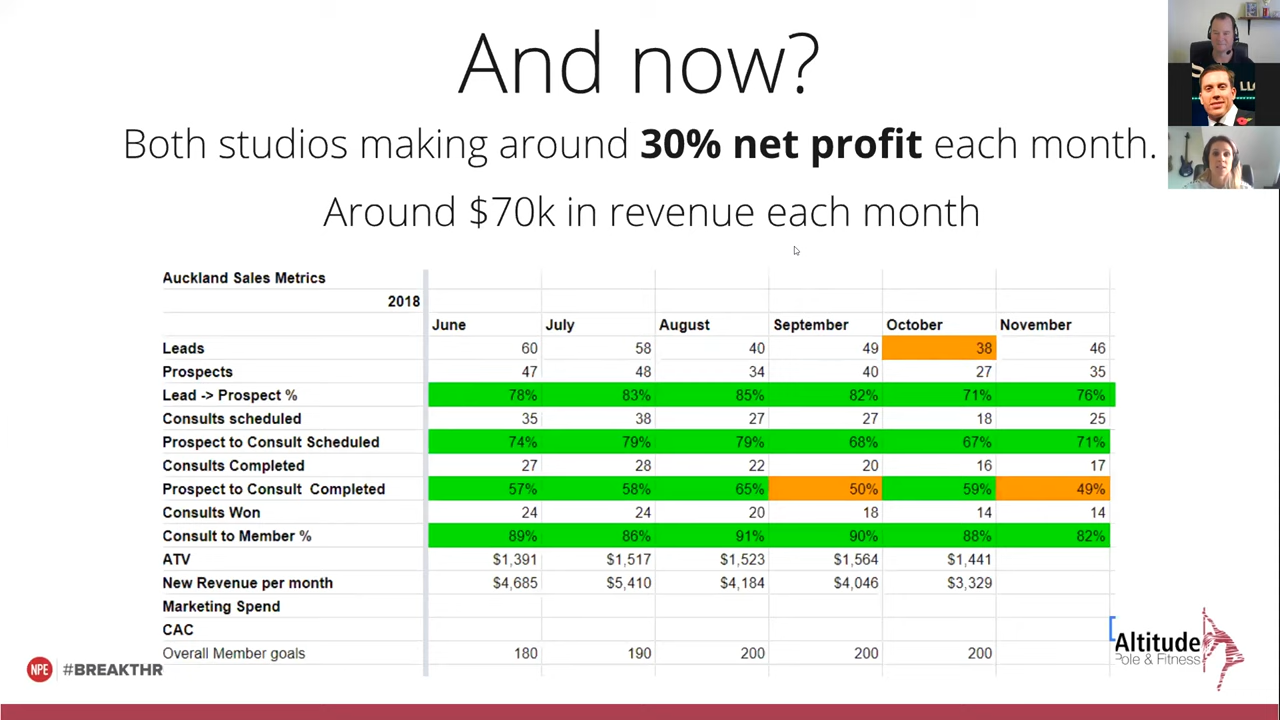 And now?
Both studios making around 30% net profit each month.
Around $70k in revenue each month
Auckland Sales Metrics
2018
June July August September October November
Leads 60 58 40 49 38 46
Prospects 47 48 34 40 27 35
Lead -> Prospect % 78% 83% 85% 82% 71% 76%
Consults scheduled 35 38 27 27 18 25
Prospect to Consult Scheduled 74% 79% 79% 68% 67% 71%
Consults Completed 27 28 22 20 16 17
Prospect to Consult Completed 57% 58% 65% 50% 59% 49%
Consults Won 24 24 20 18 14 14
Consult to Member % 89% 86% 91% 90% 88% 82%
ATV $1,391 $1,517 $1,523 $1,564 $1,441
New Revenue per month $4,685 $5,410 $4,184 $4,046 $3,329
Marketing Spend
CAC
Overall Member goals 180 190 200 200 200
NPE #BREAKTHR
Altitude
Pole & Fitness